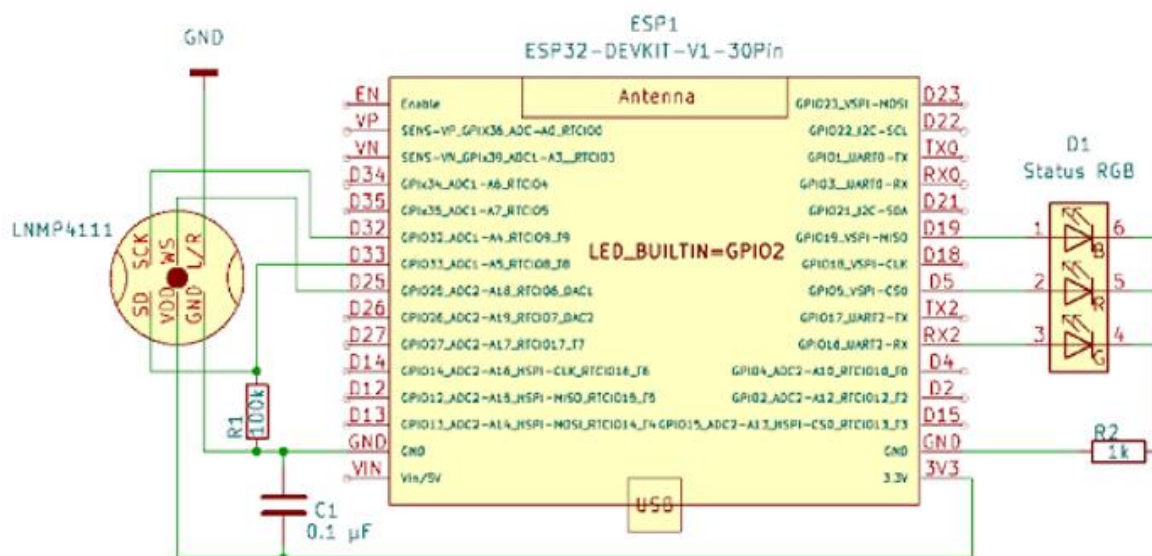 ESP1
ESP32-DEVKIT-V1-30Pin
GND
Antenna
EN
Enable
GPIO23_VSPI-MOSI
D23
VP
SENS-VP_GPIX36_ADC-A0_RTCIO0
GPIO22_I2C-SCL
D22
VN
SENS-VN_GPIx39_ADC1-A3__RTCIO3
GPIO1_UART0-TX
TX0
D34
GPIx34_ADC1-A6_RTCIO4
GPIO3__UART0-RX
RX0
D35
GPIx35_ADC1-A7_RTCIO5
GPIO21_I2C-SDA
D21
D32
GPIO32_ADC1-A4_RTCIO9_T9
GPIO19_VSPI-MISO
D19
D33
GPIO33_ADC1-A5_RTCIO8_T8
GPIO18_VSPI-CLK
D18
D25
GPIO25_ADC2-A18_RTCIO6_DAC1
GPIO5_VSPI-CS0
D5
D26
GPIO26_ADC2-A19_RTCIO7_DAC2
GPIO17_UART2-TX
TX2
D27
GPIO27_ADC2-A17_RTCIO17_T7
GPIO16_UART2-RX
RX2
D14
GPIO14_ADC2-A16_HSPI-CLK_RTCIO16_T6
GPIO4_ADC2-A10_RTCIO10_T0
D4
D12
GPIO12_ADC2-A15_HSPI-MISO_RTCIO15_T5
GPIO2_ADC2-A12_RTCIO12_T2
D2
D13
GPIO13_ADC2-A14_HSPI-MOSI_RTCIO14_T4
GPIO15_ADC2-A13_HSPI-CS0_RTCIO13_T3
D15
GND
GND
GND
GND
VIN
Vin/5V
3.3V
3V3
LED_BUILTIN=GPIO2
USB
LNMP4111
SCK
WS
L/R
SD
VDD
GND
R1
100k
C1
0.1 µF
D1
Status RGB
1
6
B
2
5
R
3
4
G
R2
1k